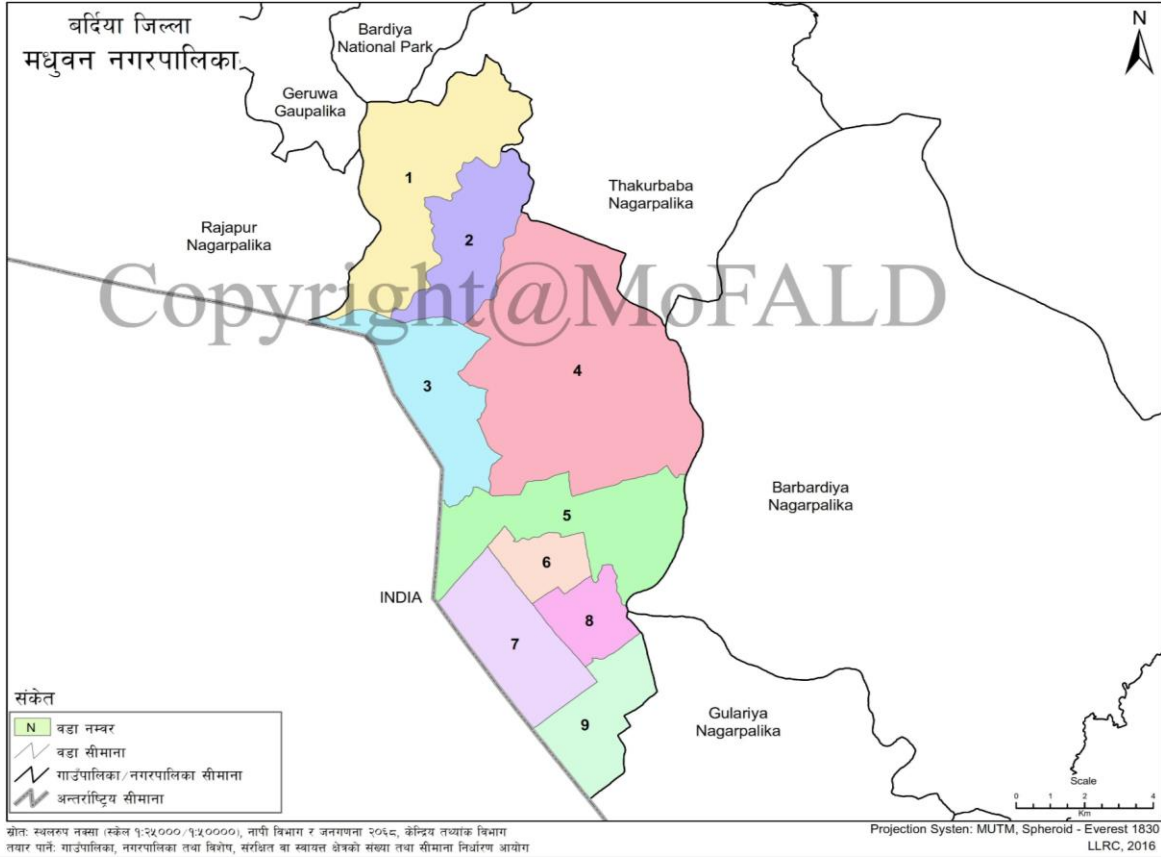 बर्दिया जिल्ला
मधुवन नगरपालिका
Bardiya
National Park
N
Geruwa
Gaupalika
1
Thakurbaba
Nagarpalika
Rajapur
Nagarpalika
2
Copyright@MoFALD
3
4
Barbardiya
Nagarpalika
5
6
INDIA
7
8
9
Gulariya
Nagarpalika
संकेत
N वडा नम्वर
वडा सीमाना
गाउँपालिका/नगरपालिका सीमाना
अन्तर्राष्ट्रिय सीमाना
Scale
0 1 2 4
Km
स्रोत: स्थलरुप नक्सा (स्केल १:२५०००/१:५००००), नापी विभाग र जनगणना २०६८, केन्द्रिय तथ्यांक विभाग
तयार पार्ने: गाउँपालिका, नगरपालिका तथा विशेष, संरक्षित वा स्वायत्त क्षेत्रको संख्या तथा सीमाना निर्धारण आयोग
Projection Systen: MUTM, Spheroid - Everest 1830
LLRC, 2016